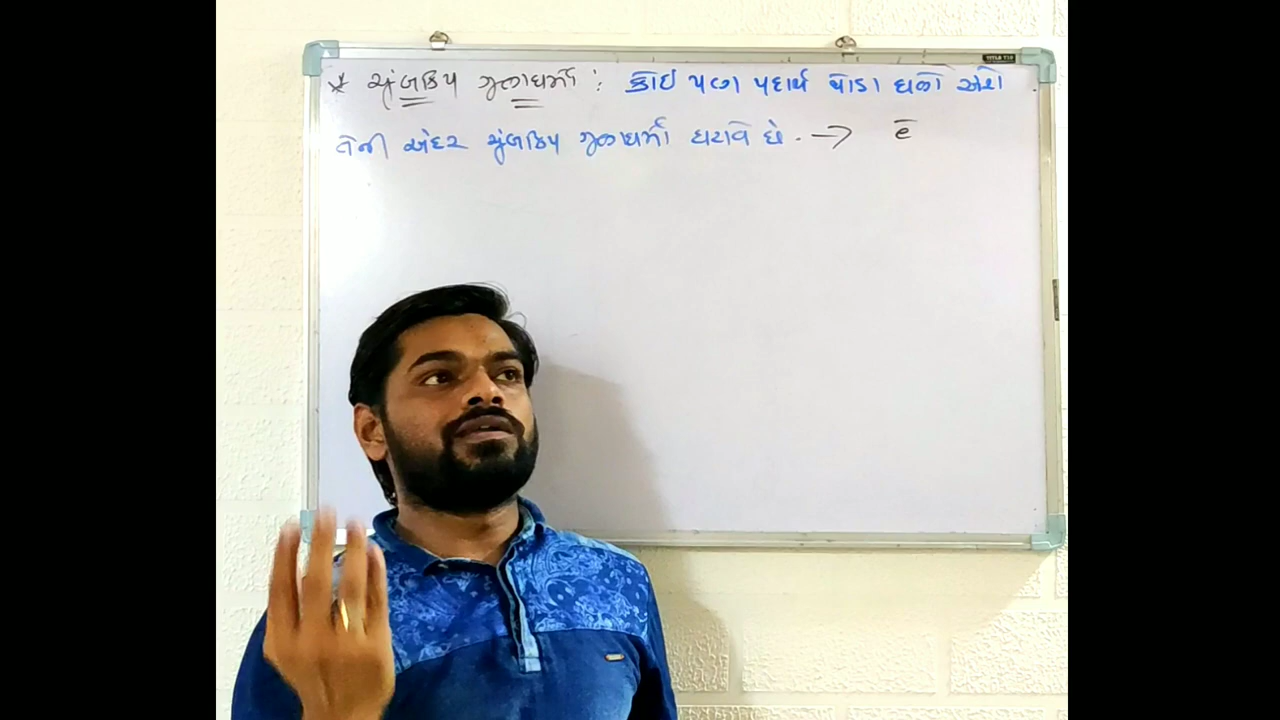 * ચુંબકિય ગુણધર્મો : કોઈ પણ પદાર્થ થોડા ઘણો અંશે
તેની અંદર ચુંબકિય ગુણધર્મો ધરાવે છે. → e̅